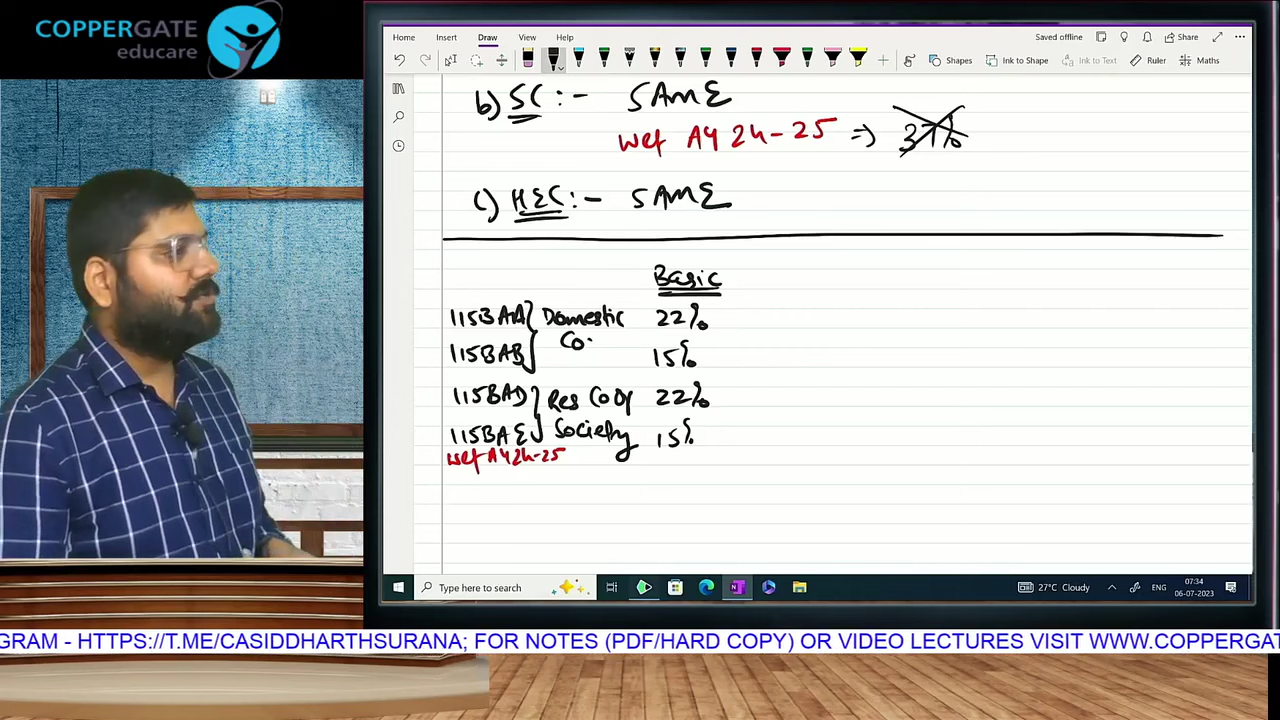 COPPERGATE
educare
Home Insert Draw View Help
Saved offline Share
Shapes Ink to Shape Ink to Text Ruler Maths
b) SC :- SAME
wef AY 24-25 => 37%
c) HEC :- SAME
Basic
115BAA } Domestic 22%
115BAB Co. 15%
115BAD } Res CoOp 22%
115BAE Society 15%
wef AY 24-25
Type here to search
27°C Cloudy ENG 07:34
06-07-2023
GRAM - HTTPS://T.ME/CASIDDHARTHSURANA; FOR NOTES (PDF/HARD COPY) OR VIDEO LECTURES VISIT WWW.COPPERGA